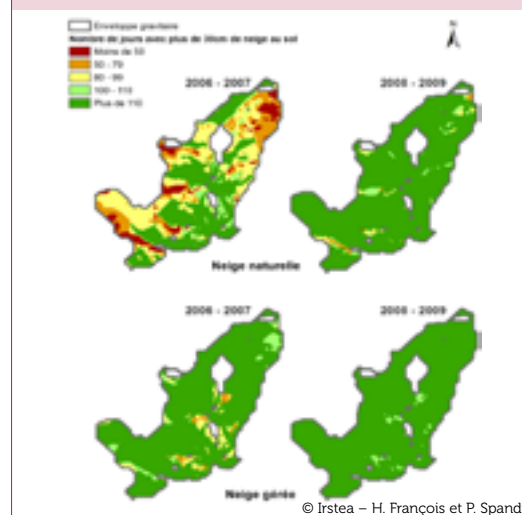 N
Enveloppe gravitaire
Nombre de jours avec plus de 30cm de neige au sol
Moins de 50
50 - 79
80 - 99
100 - 110
Plus de 110
2006 - 2007
2008 - 2009
Neige naturelle
2006 - 2007
2008 - 2009
Neige gérée
© Irstea – H. François et P. Spand